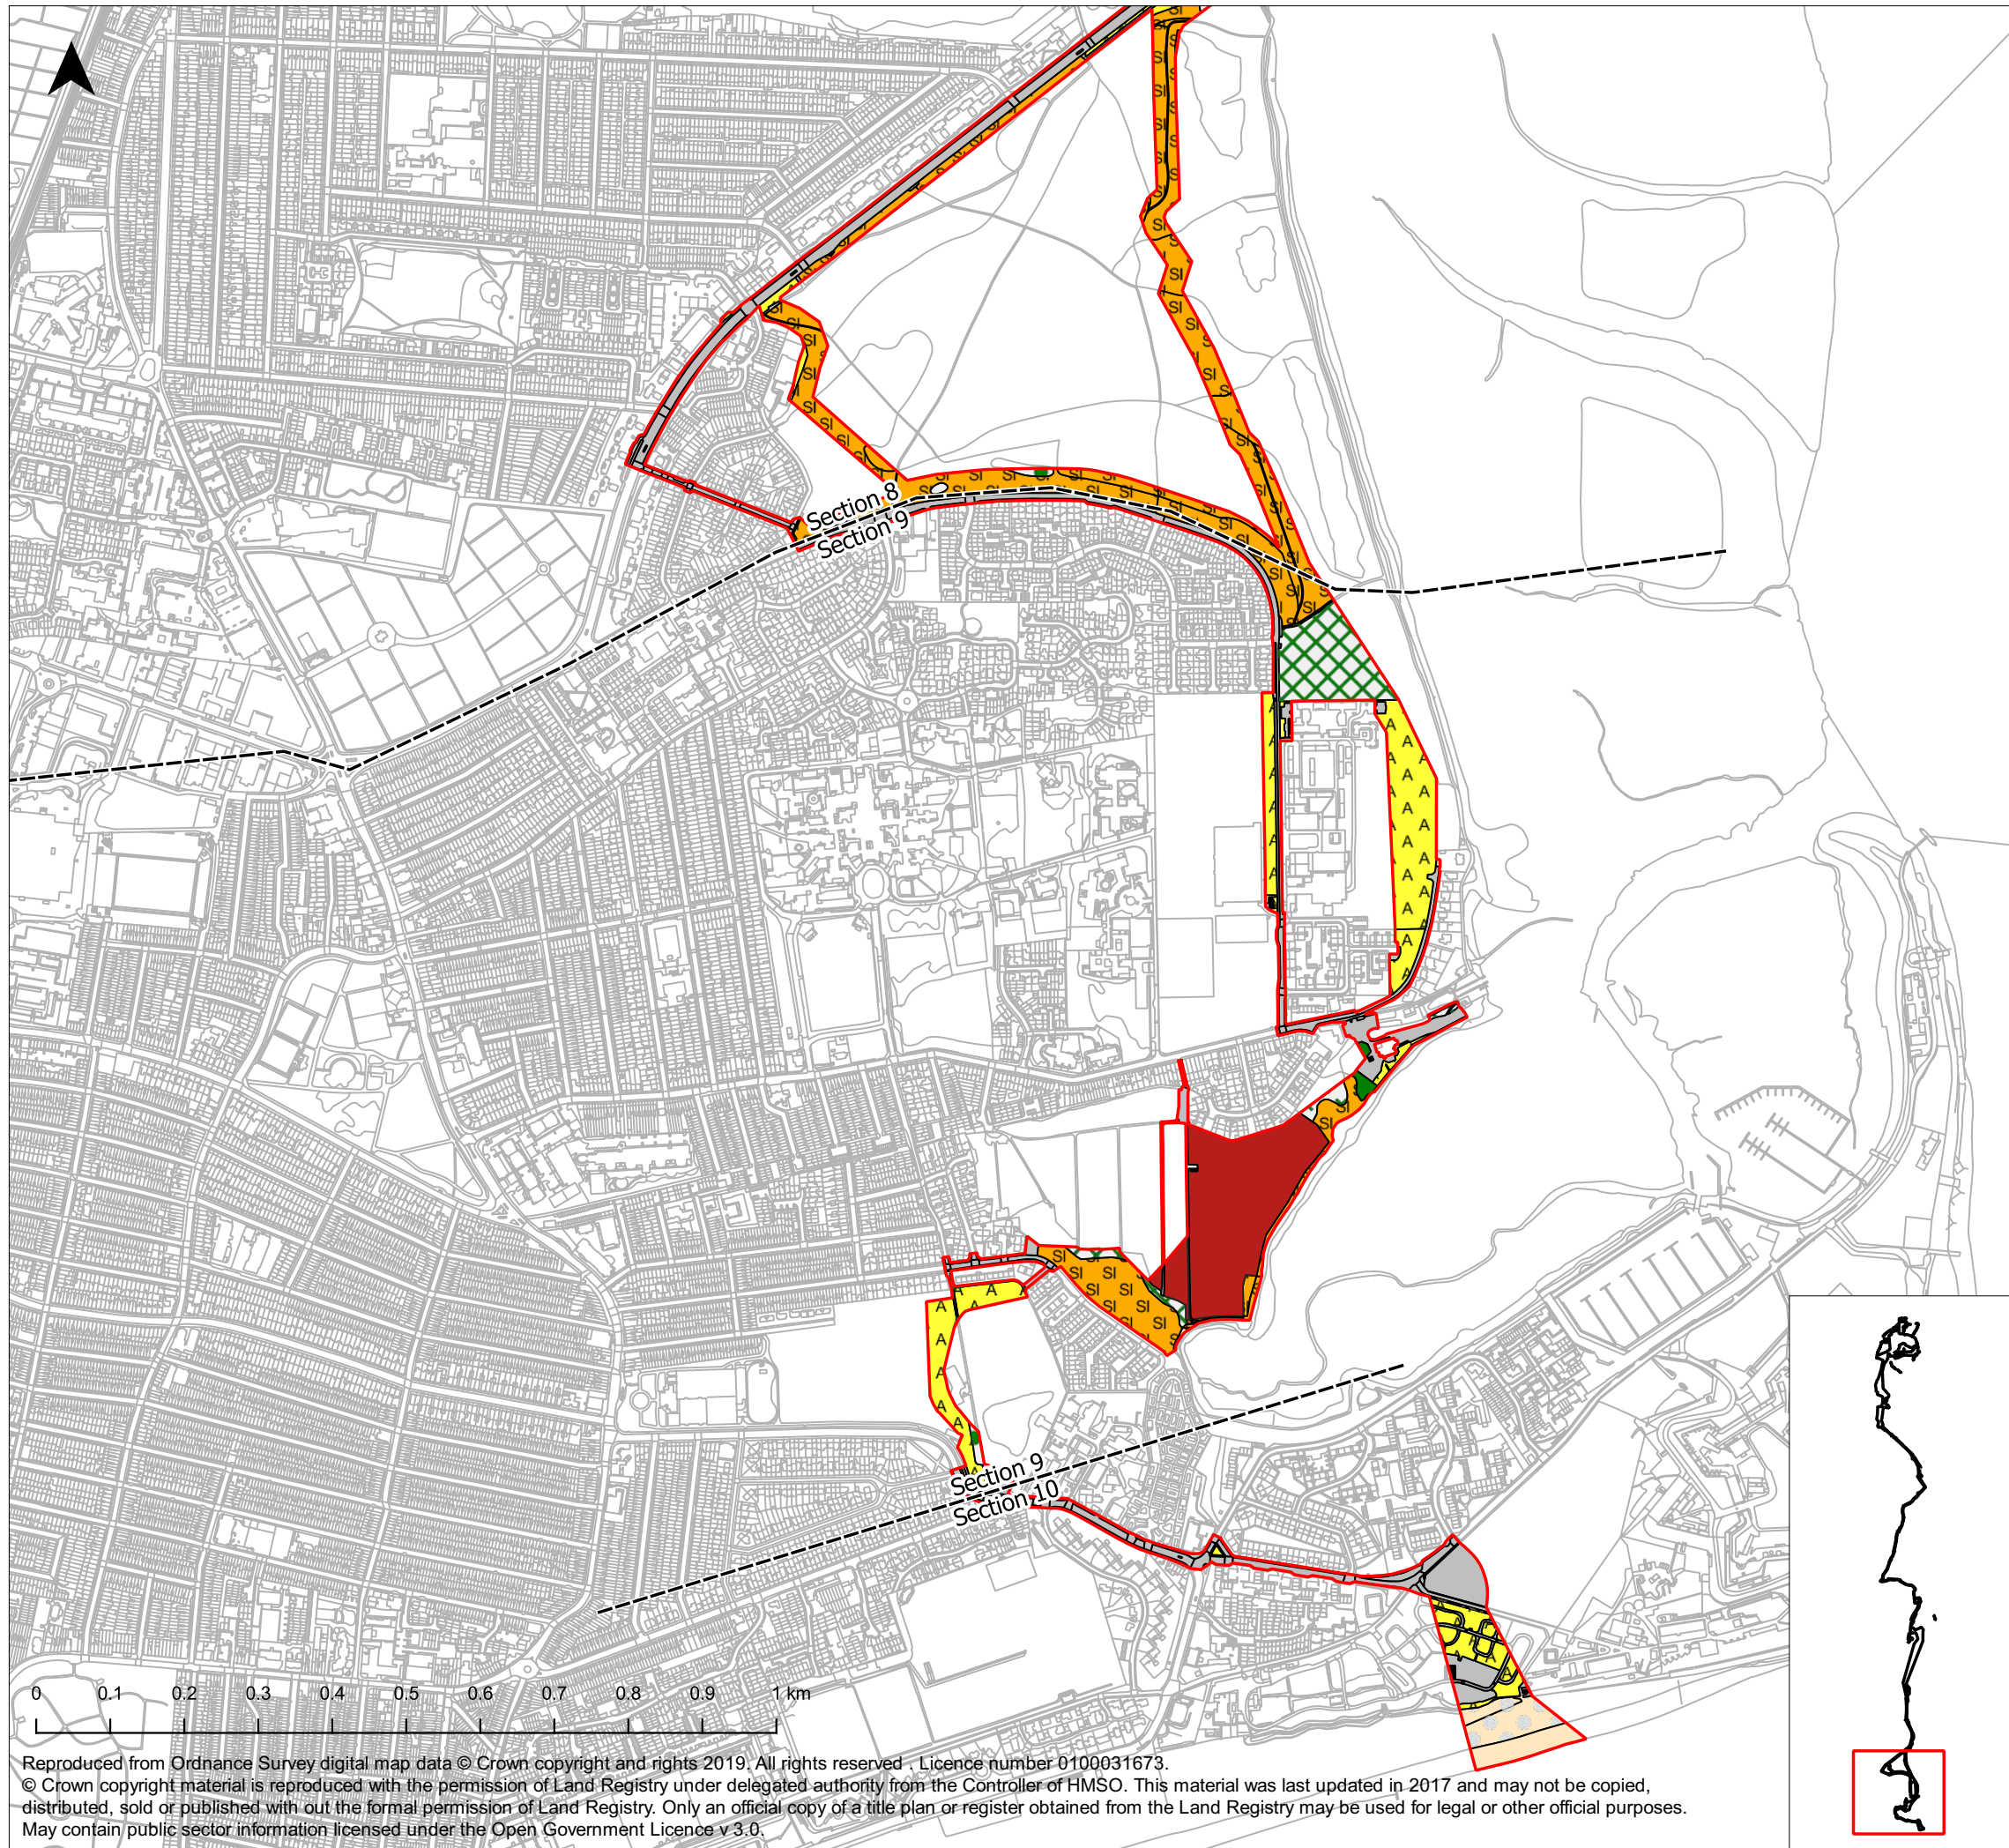 Section 8
Section 9
Section 9
Section 10
SI
A
0 0.1 0.2 0.3 0.4 0.5 0.6 0.7 0.8 0.9 1 km
Reproduced from Ordnance Survey digital map data © Crown copyright and rights 2019. All rights reserved . Licence number 0100031673.
© Crown copyright material is reproduced with the permission of Land Registry under delegated authority from the Controller of HMSO. This material was last updated in 2017 and may not be copied,
distributed, sold or published with out the formal permission of Land Registry. Only an official copy of a title plan or register obtained from the Land Registry may be used for legal or other official purposes.
May contain public sector information licensed under the Open Government Licence v 3.0.